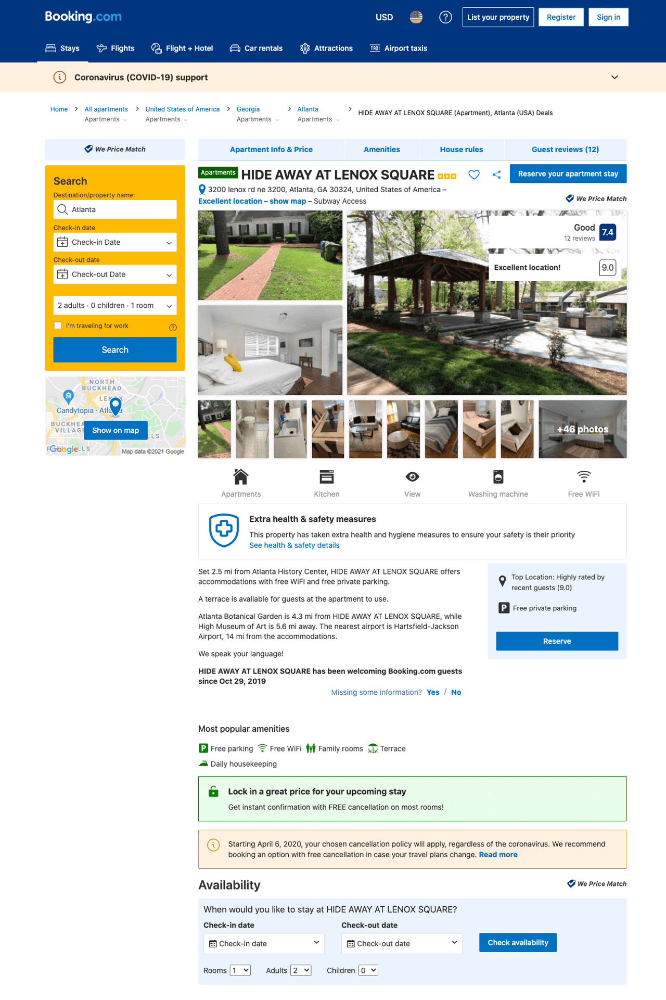 Booking.com
USD
List your property
Register
Sign in
Stays
Flights
Flight + Hotel
Car rentals
Attractions
TAXI
Airport taxis
Coronavirus (COVID-19) support
Home
All apartments
United States of America
Georgia
Atlanta
HIDE AWAY AT LENOX SQUARE (Apartment), Atlanta (USA) Deals
Apartments
Apartments
Apartments
Apartments
We Price Match
Apartment Info & Price
Amenities
House rules
Guest reviews (12)
Search
Destination/property name:
Atlanta
Check-in date
Check-in Date
Check-out date
Check-out Date
2 adults · 0 children · 1 room
I'm traveling for work
Search
NORTH
BUCKHEAD
LENOX
Candytopia - Atla
BUCKHEA
VILLAGE
Show on map
LLS
Google
Map data ©2021 Google
Apartments
HIDE AWAY AT LENOX SQUARE
Reserve your apartment stay
3200 lenox rd ne 3200, Atlanta, GA 30324, United States of America –
Excellent location – show map – Subway Access
We Price Match
Good
12 reviews
7.4
Excellent location!
9.0
+46 photos
Apartments
Kitchen
View
Washing machine
Free WiFi
Extra health & safety measures
This property has taken extra health and hygiene measures to ensure your safety is their priority
See health & safety details
Set 2.5 mi from Atlanta History Center, HIDE AWAY AT LENOX SQUARE offers
accommodations with free WiFi and free private parking.
A terrace is available for guests at the apartment to use.
Atlanta Botanical Garden is 4.3 mi from HIDE AWAY AT LENOX SQUARE, while
High Museum of Art is 5.6 mi away. The nearest airport is Hartsfield-Jackson
Airport, 14 mi from the accommodations.
We speak your language!
HIDE AWAY AT LENOX SQUARE has been welcoming Booking.com guests
since Oct 29, 2019
Missing some information? Yes / No
Top Location: Highly rated by
recent guests (9.0)
P Free private parking
Reserve
Most popular amenities
P Free parking
Free WiFi
Family rooms
Terrace
Daily housekeeping
Lock in a great price for your upcoming stay
Get instant confirmation with FREE cancellation on most rooms!
Starting April 6, 2020, your chosen cancellation policy will apply, regardless of the coronavirus. We recommend
booking an option with free cancellation in case your travel plans change. Read more
Availability
We Price Match
When would you like to stay at HIDE AWAY AT LENOX SQUARE?
Check-in date
Check-out date
Check-in date
Check-out date
Check availability
Rooms 1
Adults 2
Children 0